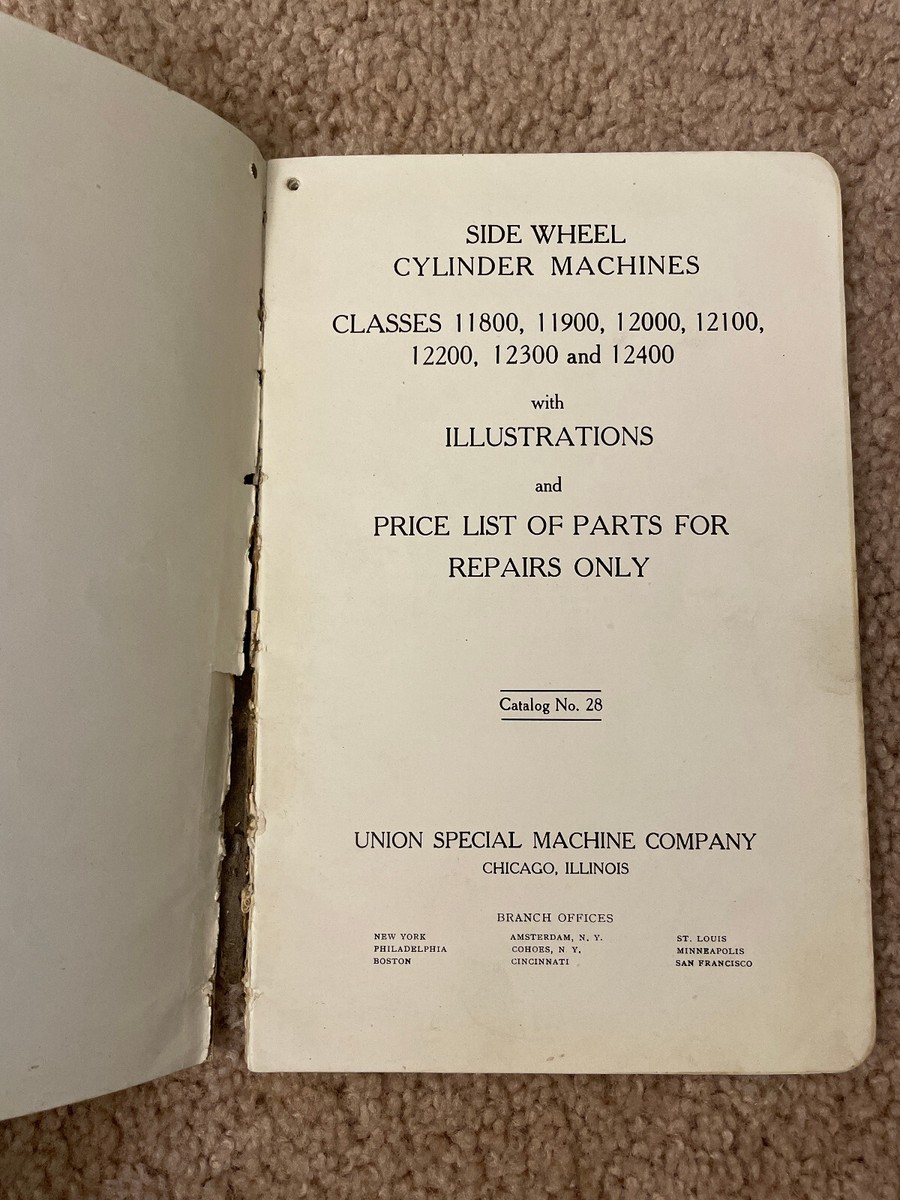 SIDE WHEEL
CYLINDER MACHINES
CLASSES 11800, 11900, 12000, 12100,
12200, 12300 and 12400
with
ILLUSTRATIONS
and
PRICE LIST OF PARTS FOR
REPAIRS ONLY
Catalog No. 28
UNION SPECIAL MACHINE COMPANY
CHICAGO, ILLINOIS
BRANCH OFFICES
NEW YORK
PHILADELPHIA
BOSTON
AMSTERDAM, N. Y.
COHOES, N. Y.
CINCINNATI
ST. LOUIS
MINNEAPOLIS
SAN FRANCISCO